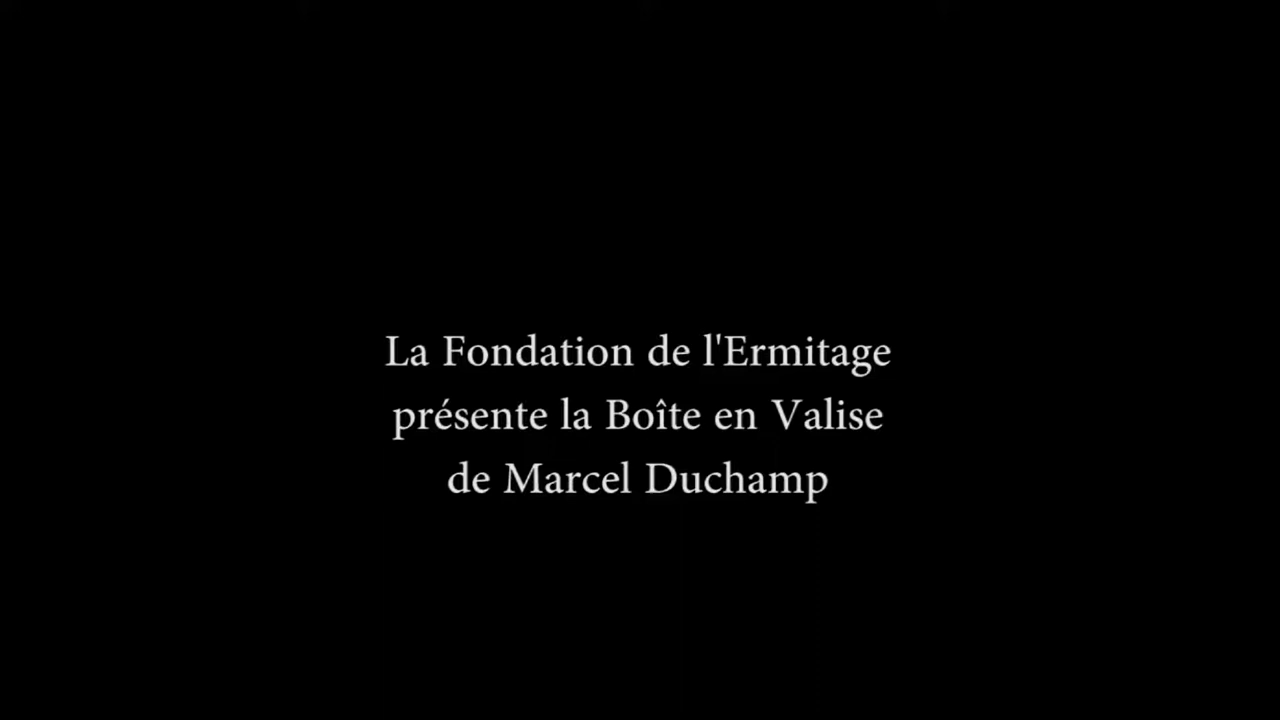 La Fondation de l'Ermitage
présente la Boîte en Valise
de Marcel Duchamp